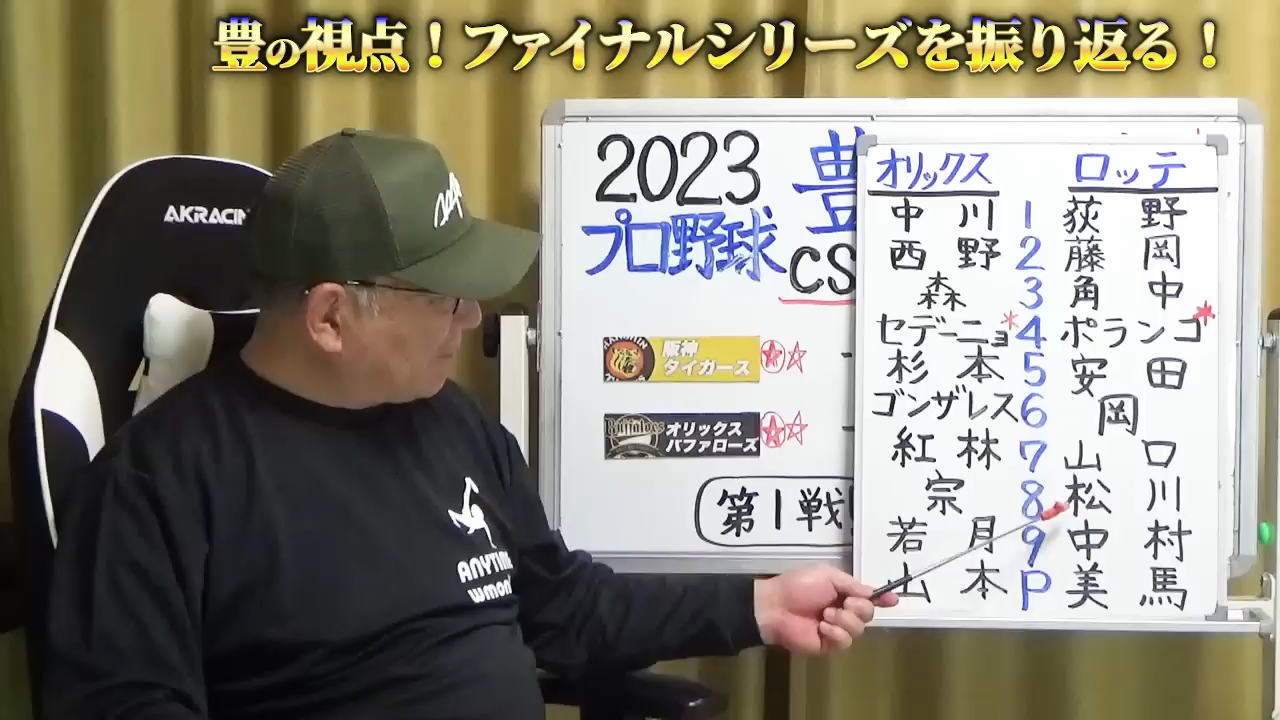 豊の視点！ファイナルシリーズを振り返る！
AKRACIN
2023 豊
プロ野球
CS
阪神
タイガース
Buffaloes
オリックス
バファローズ
第1戦!
オリックス ロッテ
中川 1 荻野
西野 2 藤岡
森 3 角中
セデーニョ* 4 ポランコ*
杉本 5 安田
ゴンザレス 6 岡
紅林 7 山口
宗 8 松川
若月 9 中村
山本 P 美馬
ANYTIME